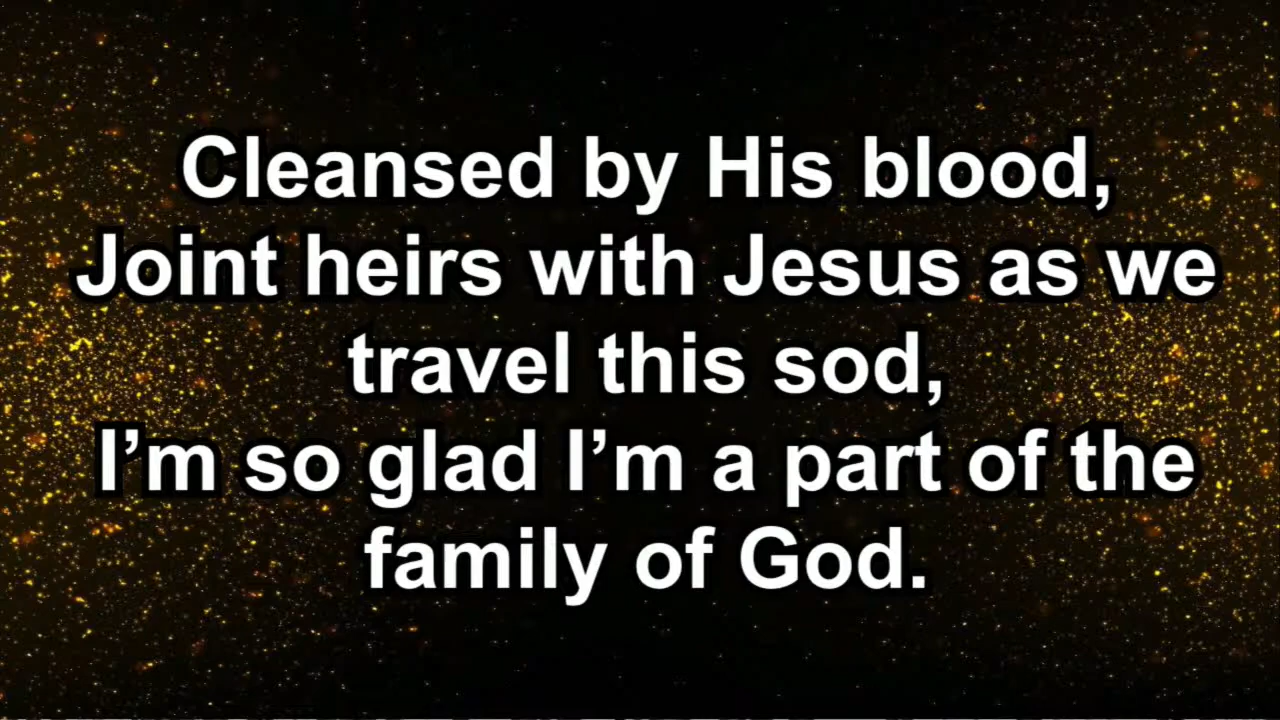 Cleansed by His blood,
Joint heirs with Jesus as we
travel this sod,
I’m so glad I’m a part of the
family of God.